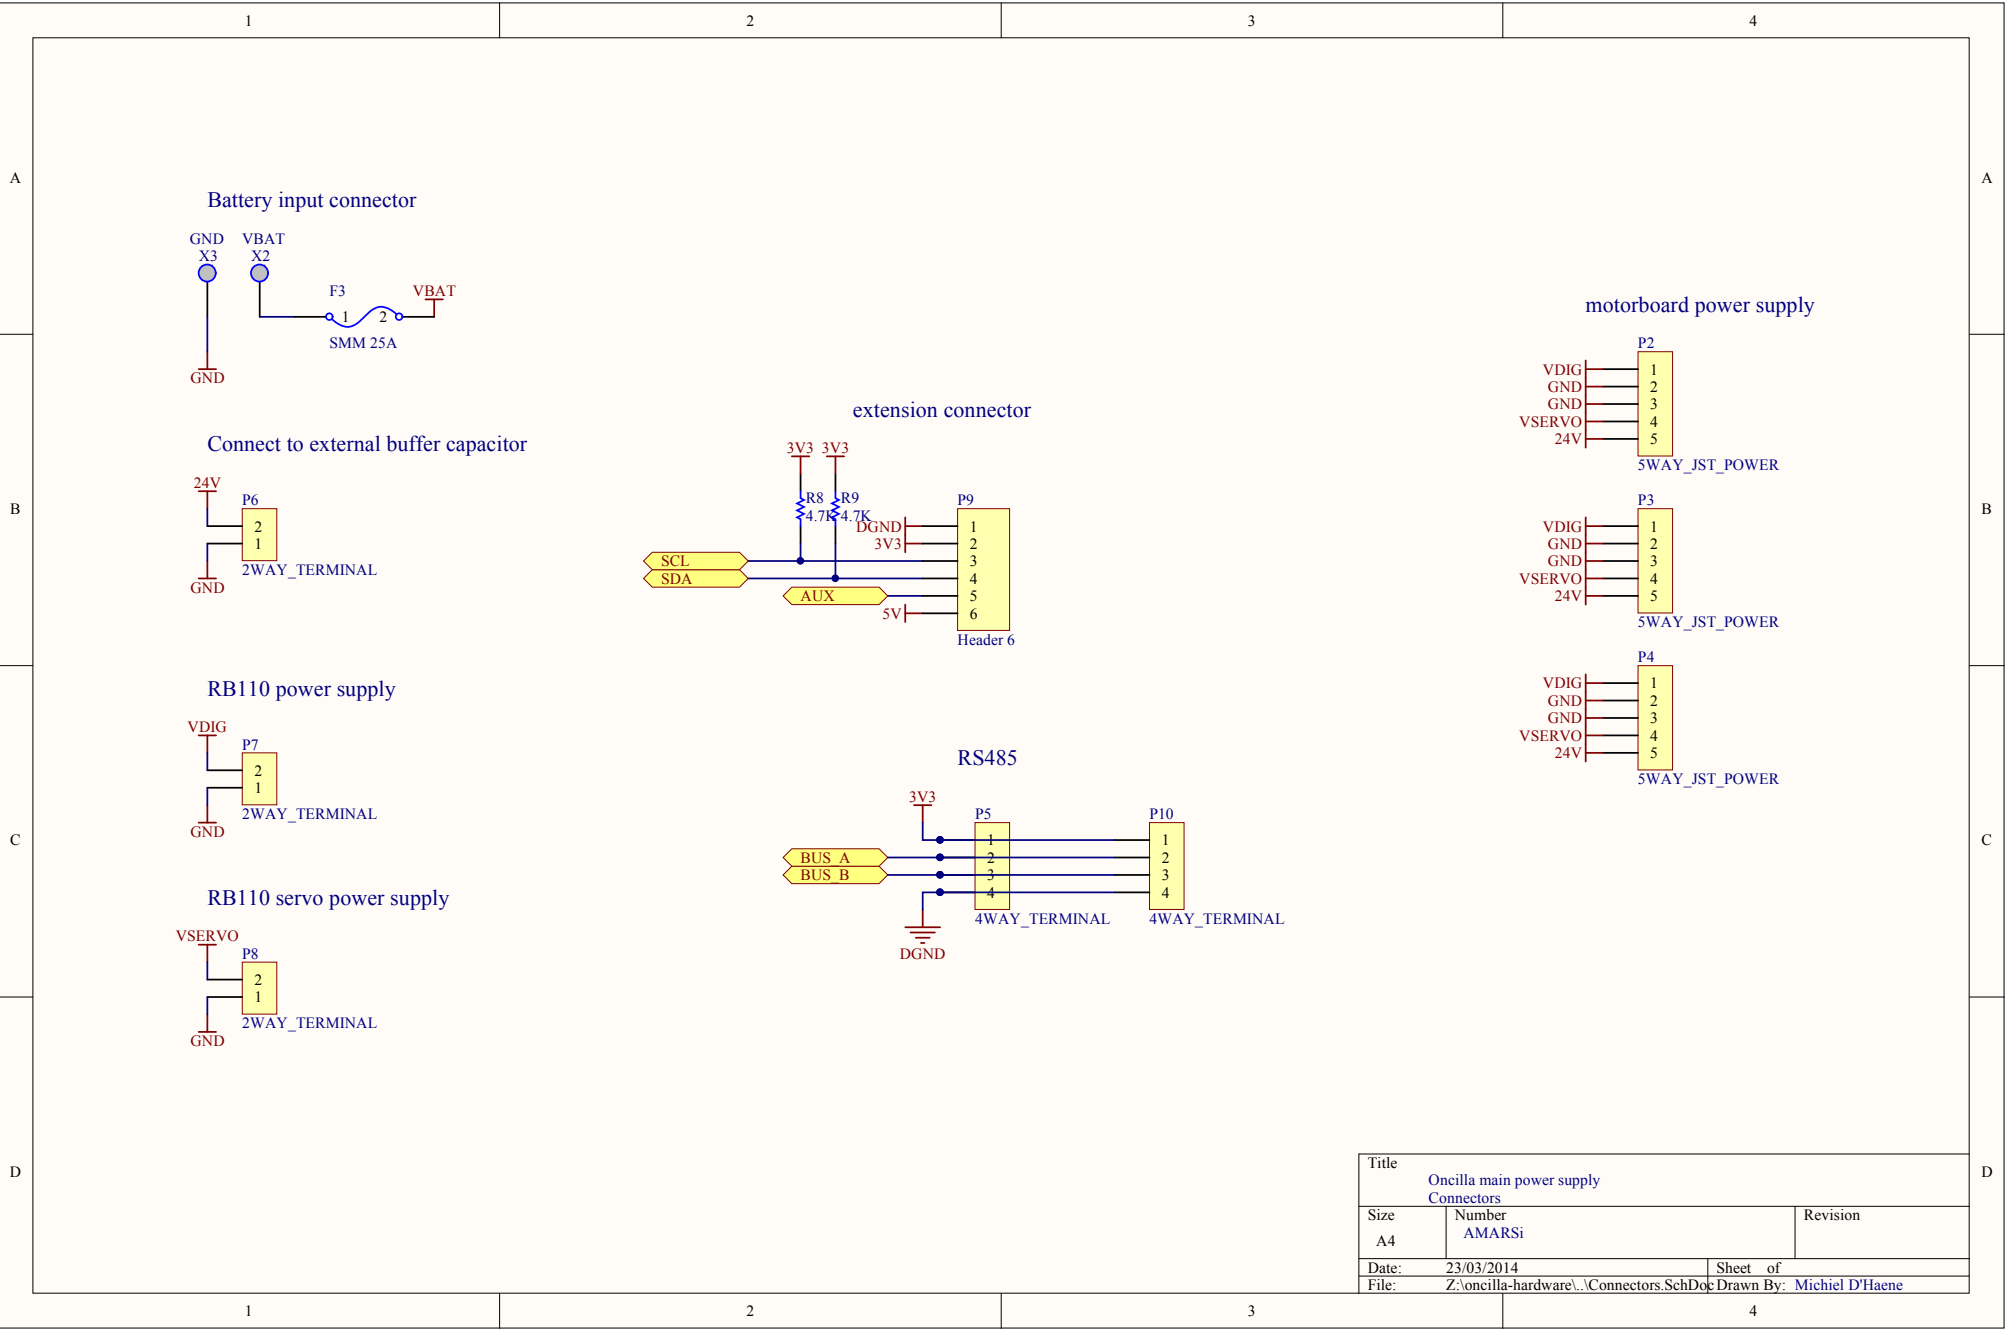 1 2 3 4
A A
Battery input connector
GND VBAT
X3 X2
F3 VBAT
1 2
SMM 25A
GND
motorboard power supply
P2
VDIG 1
GND 2
GND 3
VSERVO 4
24V 5
5WAY_JST_POWER
extension connector
Connect to external buffer capacitor
3V3 3V3
24V
P6
2
1
2WAY_TERMINAL
GND
B B
R8 R9
4.7K 4.7K
P9
DGND 1
3V3 2
SCL 3
SDA 4
AUX 5
5V 6
Header 6
P3
VDIG 1
GND 2
GND 3
VSERVO 4
24V 5
5WAY_JST_POWER
P4
VDIG 1
GND 2
GND 3
VSERVO 4
24V 5
5WAY_JST_POWER
RB110 power supply
VDIG
P7
2
1
2WAY_TERMINAL
GND
RS485
3V3
P5 P10
1 1
BUS_A 2 2
BUS_B 3 3
4 4
4WAY_TERMINAL 4WAY_TERMINAL
DGND
C C
RB110 servo power supply
VSERVO
P8
2
1
2WAY_TERMINAL
GND
D D
Title
Oncilla main power supply
Connectors
Size Number Revision
A4 AMARSi
Date: 23/03/2014 Sheet of
File: Z:\oncilla-hardware\..\Connectors.SchDoc Drawn By: Michiel D'Haene
1 2 3 4